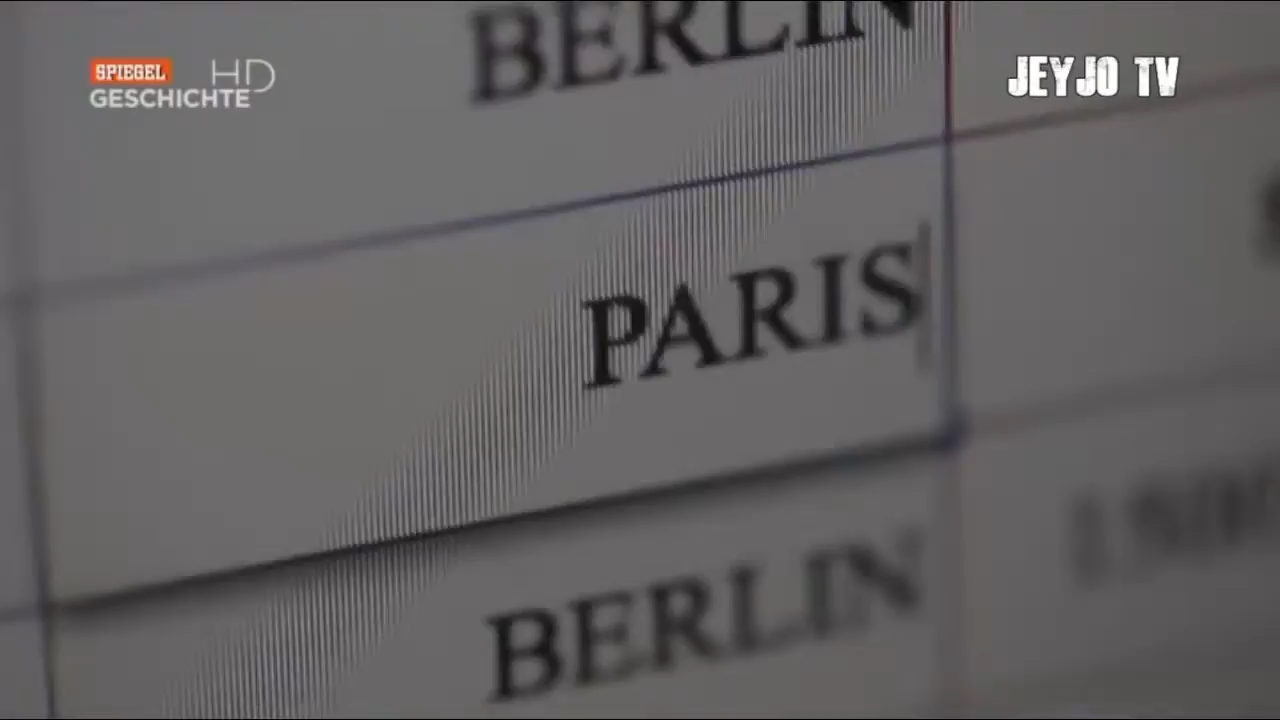 BERLIN
SPIEGEL HD
GESCHICHTE
JEYJO TV
PARIS
BERLIN